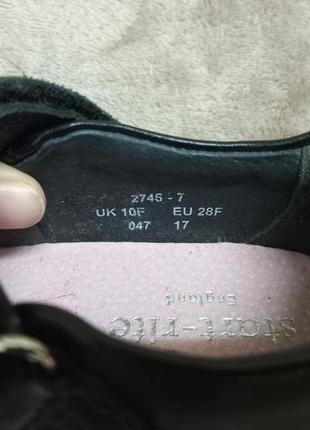 2746 - 7
UK 10F EU 28F
047 17
start-rite
England